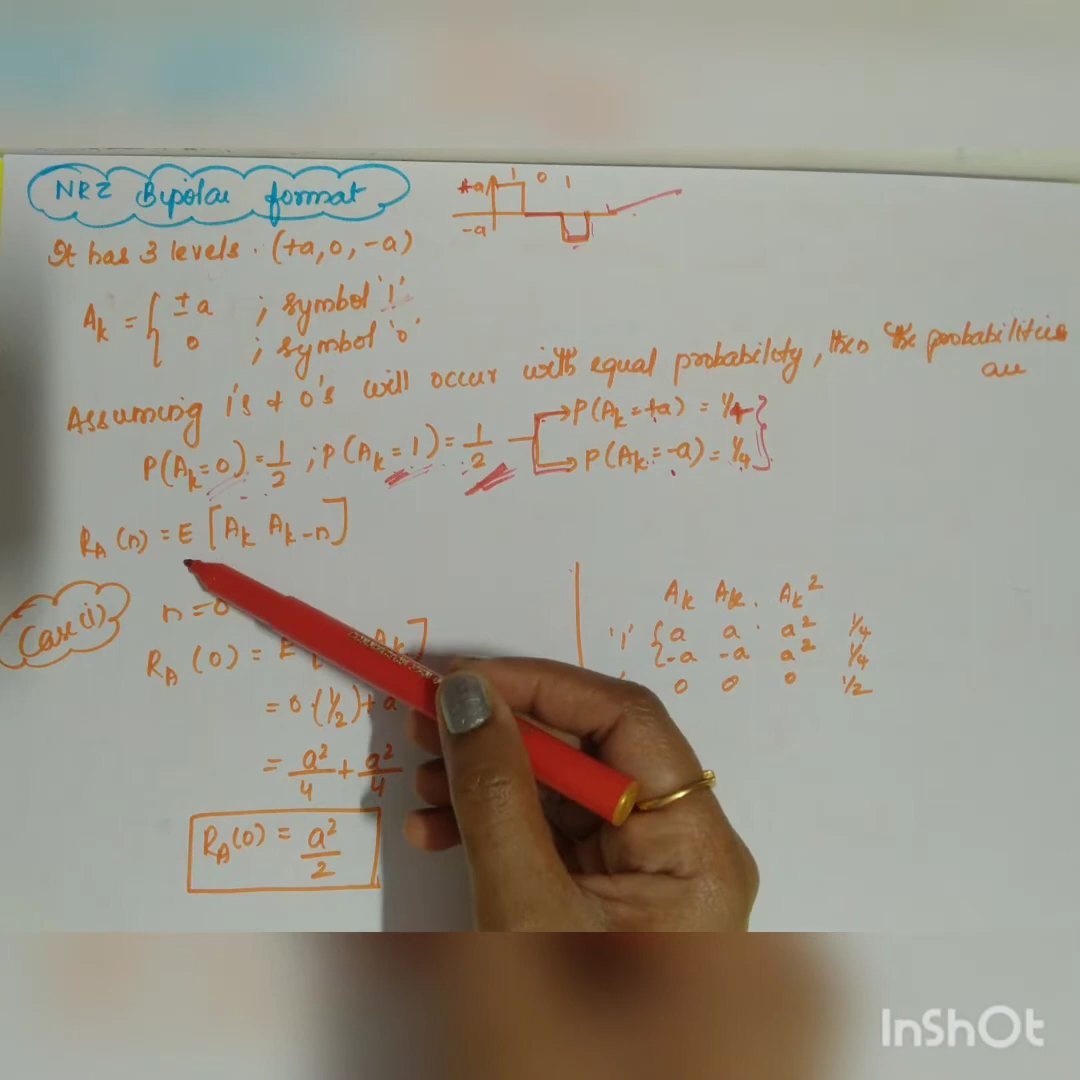 NRZ Bipolar format
+a 1 0 1
-a
It has 3 levels. (+a, 0, -a)
Ak = { ±a ; symbol '1'
0 ; symbol '0'
Assuming 1's & 0's will occur with equal probability, then the probabilities are
P(Ak=0) = 1/2 ; P(Ak=1) = 1/2 → P(Ak=+a) = 1/4
→ P(Ak=-a) = 1/4
RA(n) = E [Ak Ak-n]
Case(i) n=0
RA(0) = E [ Ak]
= 0·(1/2) + a
= a²/4 + a²/4
RA(0) = a²/2
Ak Ak. Ak²
'1' { a a · a² 1/4
-a -a a² 1/4
0 0 0 1/2
InShOt